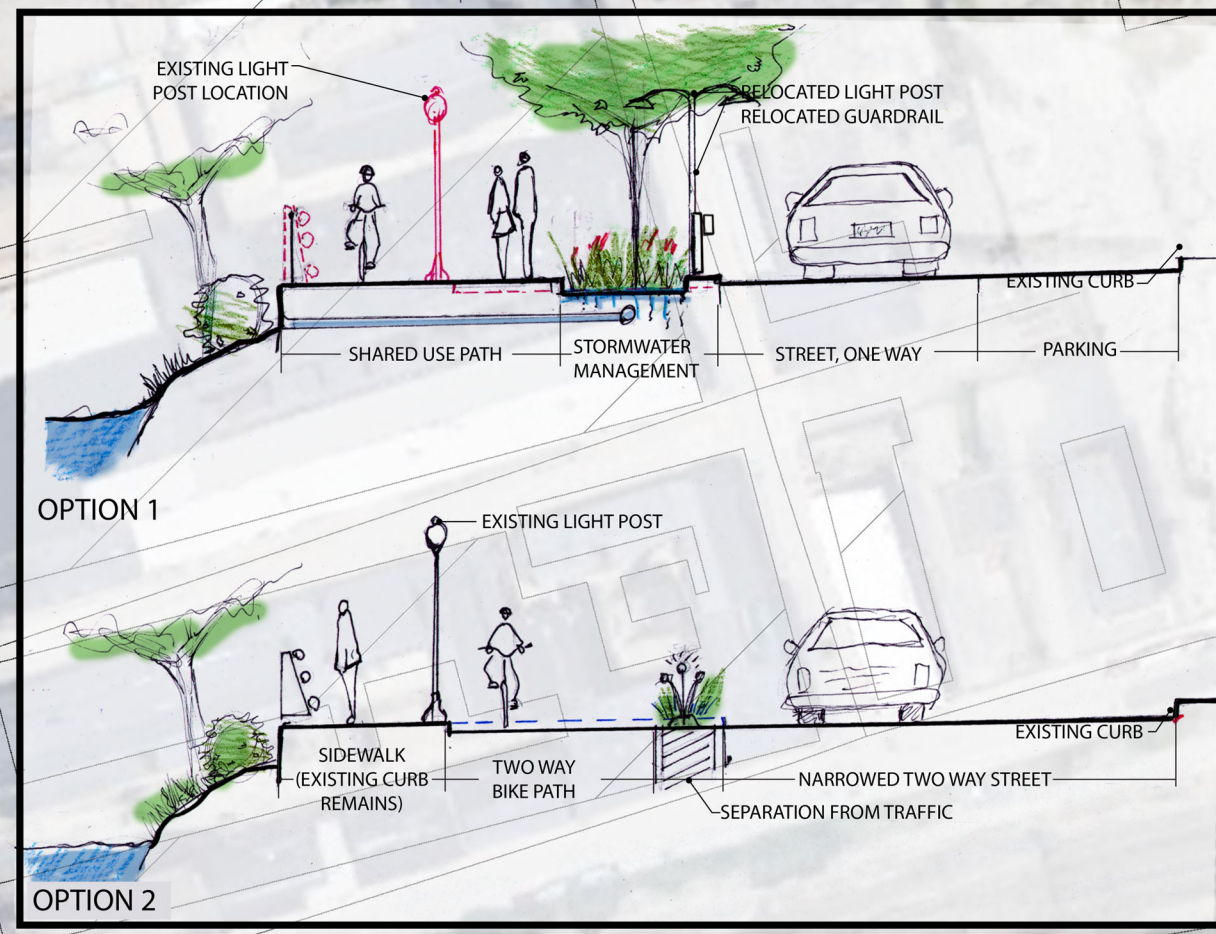 EXISTING LIGHT
POST LOCATION
RELOCATED LIGHT POST
RELOCATED GUARDRAIL
EXISTING CURB
SHARED USE PATH
STORMWATER
MANAGEMENT
STREET, ONE WAY
PARKING
OPTION 1
EXISTING LIGHT POST
EXISTING CURB
SIDEWALK
(EXISTING CURB
REMAINS)
TWO WAY
BIKE PATH
NARROWED TWO WAY STREET
SEPARATION FROM TRAFFIC
OPTION 2